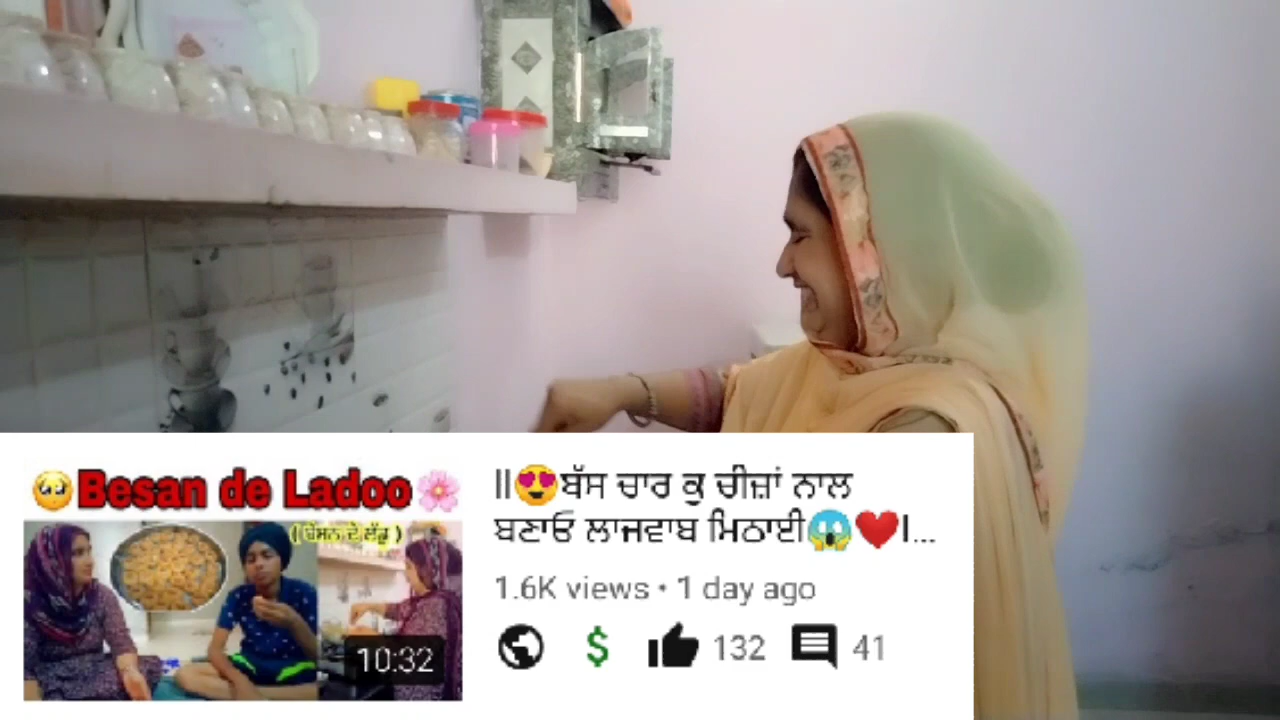 🥺Besan de Ladoo🌸
( ਬੇਸਨ ਦੇ ਲੱਡੂ )
10:32
||😍ਬੱਸ ਚਾਰ ਕੁ ਚੀਜ਼ਾਂ ਨਾਲ
ਬਣਾਓ ਲਾਜਵਾਬ ਮਿਠਾਈ😱❤️।...
1.6K views • 1 day ago
$ 132 41